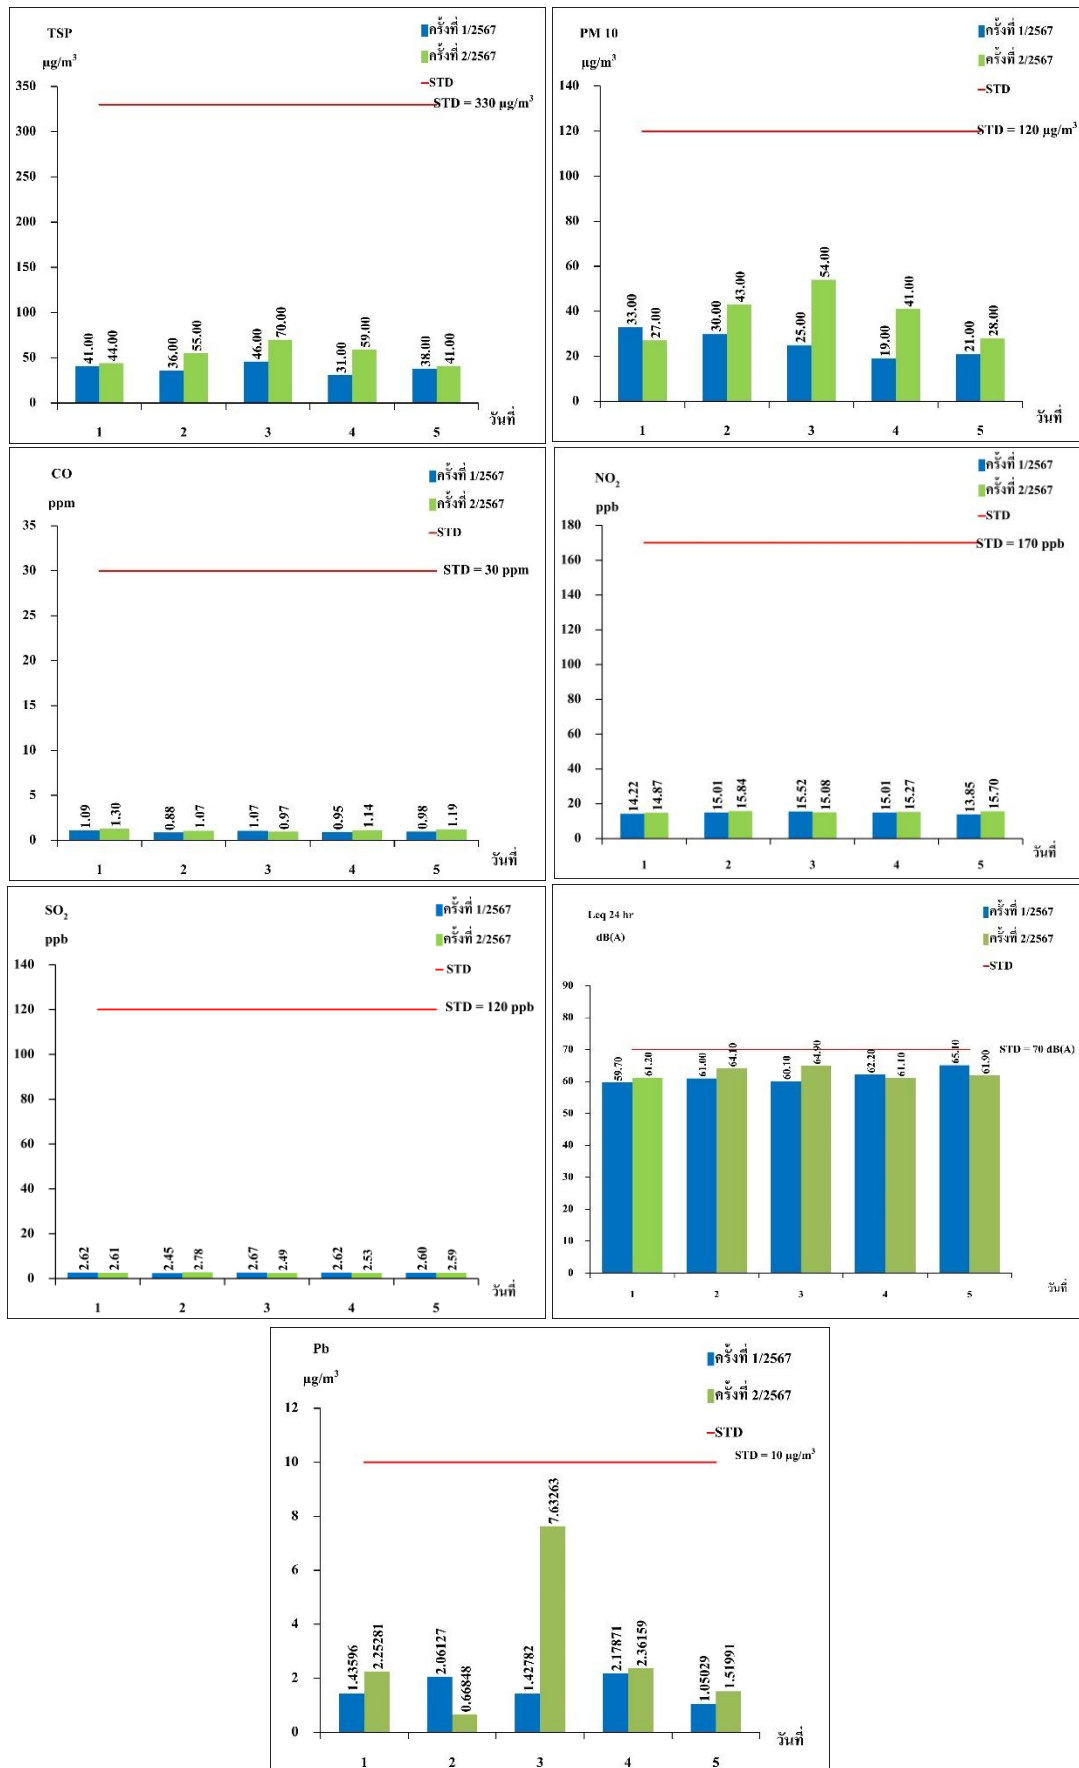 TSP
µg/m³
ครั้งที่ 1/2567
ครั้งที่ 2/2567
STD
STD = 330 µg/m³
350
300
250
200
150
100
50
0
41.00 44.00 36.00 55.00 46.00 70.00 31.00 59.00 38.00 41.00
1 2 3 4 5
วันที่
PM 10
µg/m³
ครั้งที่ 1/2567
ครั้งที่ 2/2567
STD
STD = 120 µg/m³
140
120
100
80
60
40
20
0
33.00 27.00 30.00 43.00 25.00 54.00 19.00 41.00 21.00 28.00
1 2 3 4 5
วันที่
CO
ppm
ครั้งที่ 1/2567
ครั้งที่ 2/2567
STD
STD = 30 ppm
35
30
25
20
15
10
5
0
1.09 1.30 0.88 1.07 1.07 0.97 0.95 1.14 0.98 1.19
1 2 3 4 5
วันที่
NO₂
ppb
ครั้งที่ 1/2567
ครั้งที่ 2/2567
STD
STD = 170 ppb
180
160
140
120
100
80
60
40
20
0
14.22 14.87 15.01 15.84 15.52 15.08 15.01 15.27 13.85 15.70
1 2 3 4 5
วันที่
SO₂
ppb
ครั้งที่ 1/2567
ครั้งที่ 2/2567
STD
STD = 120 ppb
140
120
100
80
60
40
20
0
2.62 2.61 2.45 2.78 2.67 2.49 2.62 2.53 2.60 2.59
1 2 3 4 5
วันที่
Leq 24 hr
dB(A)
ครั้งที่ 1/2567
ครั้งที่ 2/2567
STD
STD = 70 dB(A)
90
80
70
60
50
40
30
20
10
0
59.70 61.20 61.00 64.10 60.10 64.90 62.20 61.10 65.10 61.90
1 2 3 4 5
วันที่
Pb
µg/m³
ครั้งที่ 1/2567
ครั้งที่ 2/2567
STD
STD = 10 µg/m³
12
10
8
6
4
2
0
1.43596 2.25281 2.06127 0.66848 1.42782 7.63263 2.17871 2.36159 1.05029 1.51991
1 2 3 4 5
วันที่